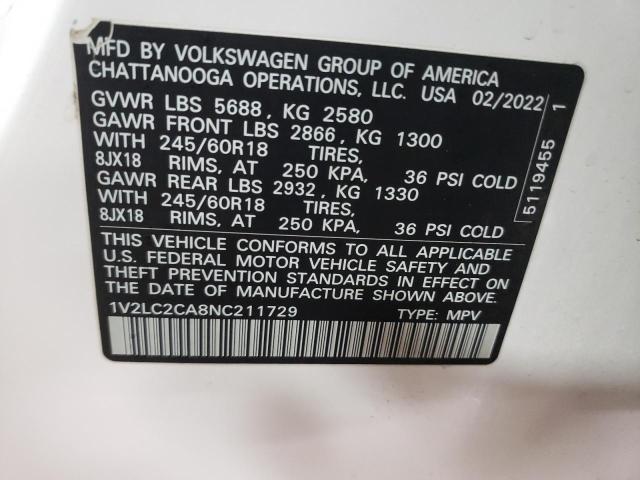 MFD BY VOLKSWAGEN GROUP OF AMERICA
CHATTANOOGA OPERATIONS, LLC. USA 02/2022
GVWR LBS 5688, KG 2580
GAWR FRONT LBS 2866, KG 1300
WITH 245/60R18 TIRES,
8JX18 RIMS, AT 250 KPA, 36 PSI COLD
GAWR REAR LBS 2932, KG 1330
WITH 245/60R18 TIRES,
8JX18 RIMS, AT 250 KPA, 36 PSI COLD
THIS VEHICLE CONFORMS TO ALL APPLICABLE
U.S. FEDERAL MOTOR VEHICLE SAFETY AND
THEFT PREVENTION STANDARDS IN EFFECT ON
THE DATE OF MANUFACTURE SHOWN ABOVE.
1V2LC2CA8NC211729 TYPE: MPV
5119455 1